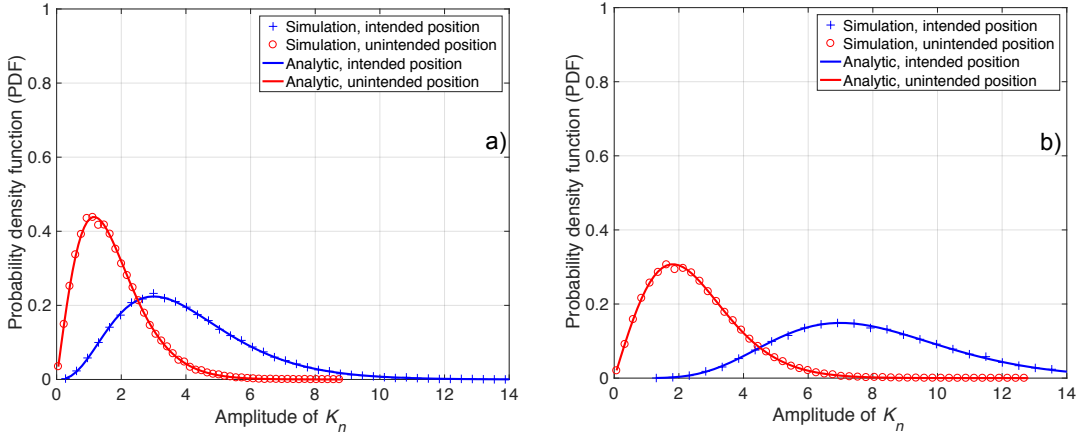 Probability density function (PDF)
1
0.8
0.6
0.4
0.2
0
0 2 4 6 8 10 12 14
Amplitude of K_n
Simulation, intended position
Simulation, unintended position
Analytic, intended position
Analytic, unintended position
a)
Probability density function (PDF)
1
0.8
0.6
0.4
0.2
0
0 2 4 6 8 10 12 14
Amplitude of K_n
Simulation, intended position
Simulation, unintended position
Analytic, intended position
Analytic, unintended position
b)